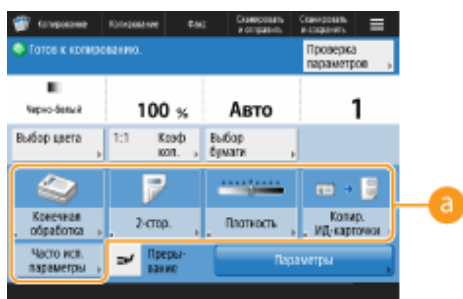 Копирование Копирование Факс Сканировать Сканировать
и отправить и сохранить
Готов к копированию.
Проверка
параметров
Черно-белый 100 % Авто 1
Выбор цвета 1:1 Коэф Выбор
коп. бумаги
Конечная
обработка
2-стор.
Плотность
Копир.
ИД-карточки
a
Часто исп.
параметры
Преры-
вание
Параметры